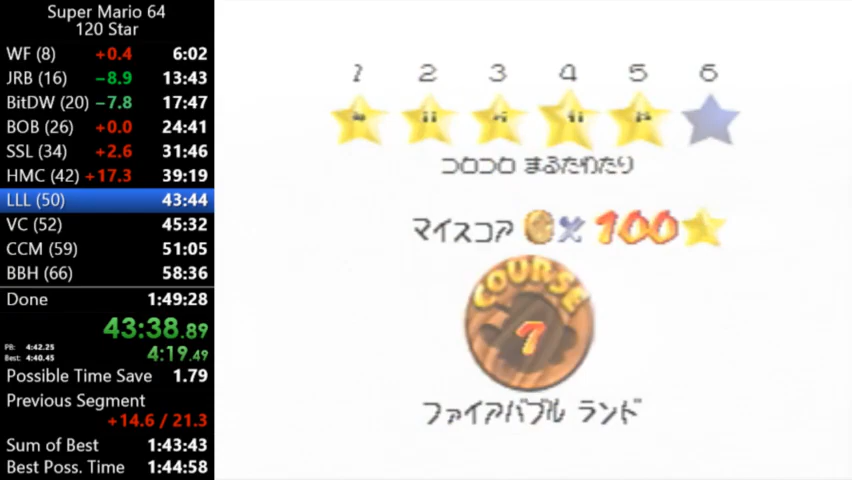 Super Mario 64
120 Star
WF (8) +0.4 6:02
JRB (16) −8.9 13:43
BitDW (20) −7.8 17:47
BOB (26) +0.0 24:41
SSL (34) +2.6 31:46
HMC (42) +17.3 39:19
LLL (50) 43:44
VC (52) 45:32
CCM (59) 51:05
BBH (66) 58:36
Done 1:49:28
43:38.89
PB: 4:42.25
Best: 4:40.45
4:19.49
Possible Time Save 1.79
Previous Segment
+14.6 / 21.3
Sum of Best 1:43:43
Best Poss. Time 1:44:58
1 2 3 4 5 6
コロコロ まるたわたり
マイスコア × 100
COURSE
7
ファイアバブル ランド